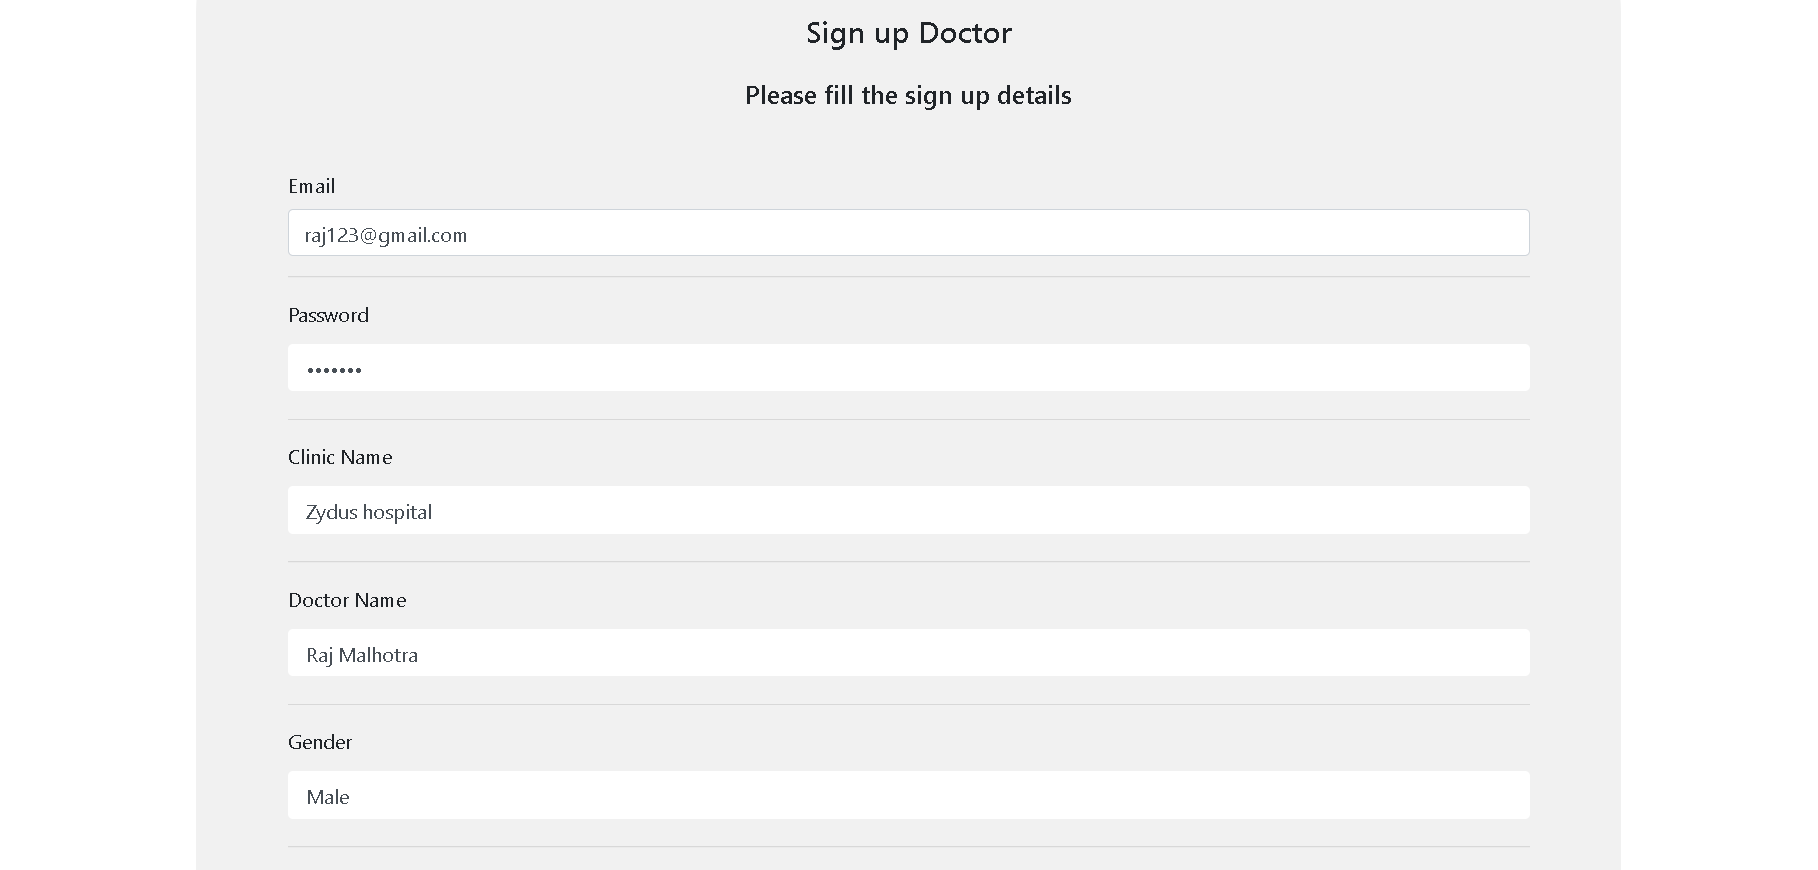 Sign up Doctor
Please fill the sign up details
Email
raj123@gmail.com
Password
•••••••
Clinic Name
Zydus hospital
Doctor Name
Raj Malhotra
Gender
Male